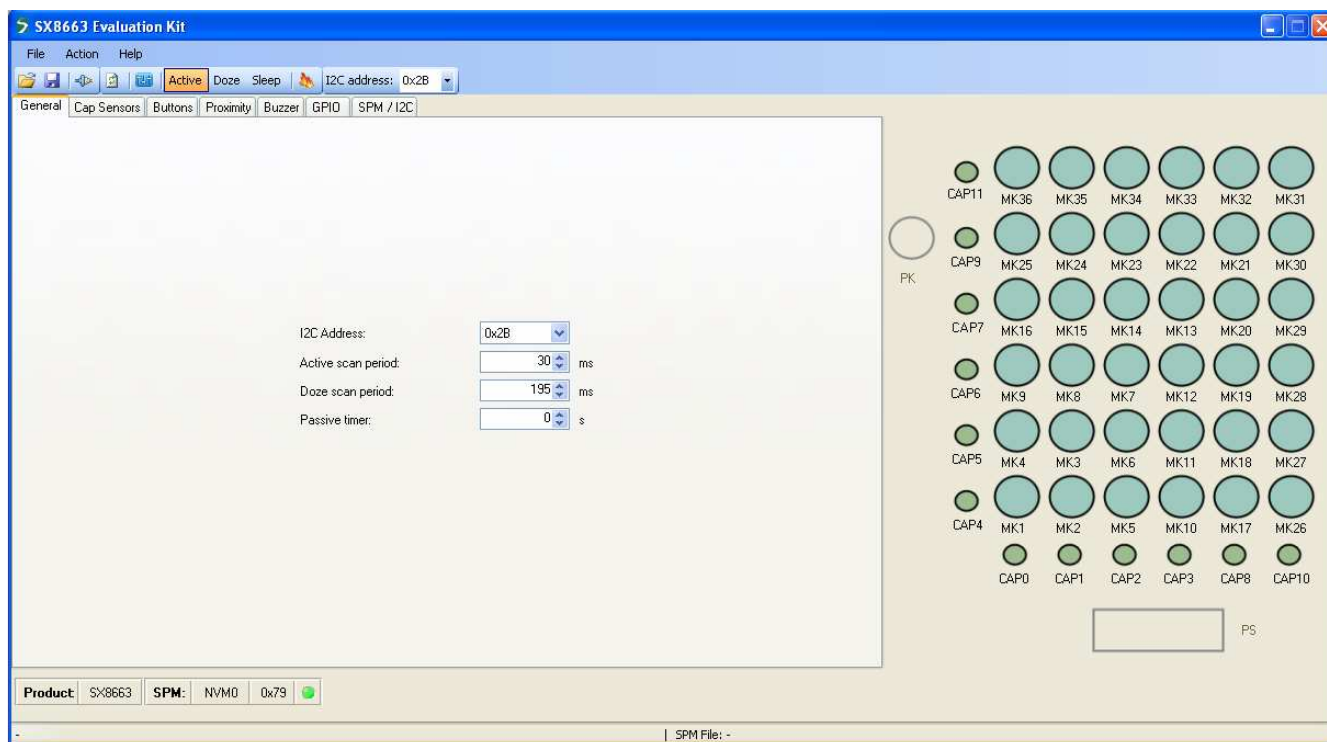 SX8663 Evaluation Kit
File Action Help
Active Doze Sleep I2C address: 0x2B
General Cap Sensors Buttons Proximity Buzzer GPIO SPM / I2C
I2C Address: 0x2B
Active scan period: 30 ms
Doze scan period: 195 ms
Passive timer: 0 s
PK
CAP11 MK36 MK35 MK34 MK33 MK32 MK31
CAP9 MK25 MK24 MK23 MK22 MK21 MK30
CAP7 MK16 MK15 MK14 MK13 MK20 MK29
CAP6 MK9 MK8 MK7 MK12 MK19 MK28
CAP5 MK4 MK3 MK6 MK11 MK18 MK27
CAP4 MK1 MK2 MK5 MK10 MK17 MK26
CAP0 CAP1 CAP2 CAP3 CAP8 CAP10
PS
Product: SX8663 SPM: NVM0 0x79
- | SPM File: -